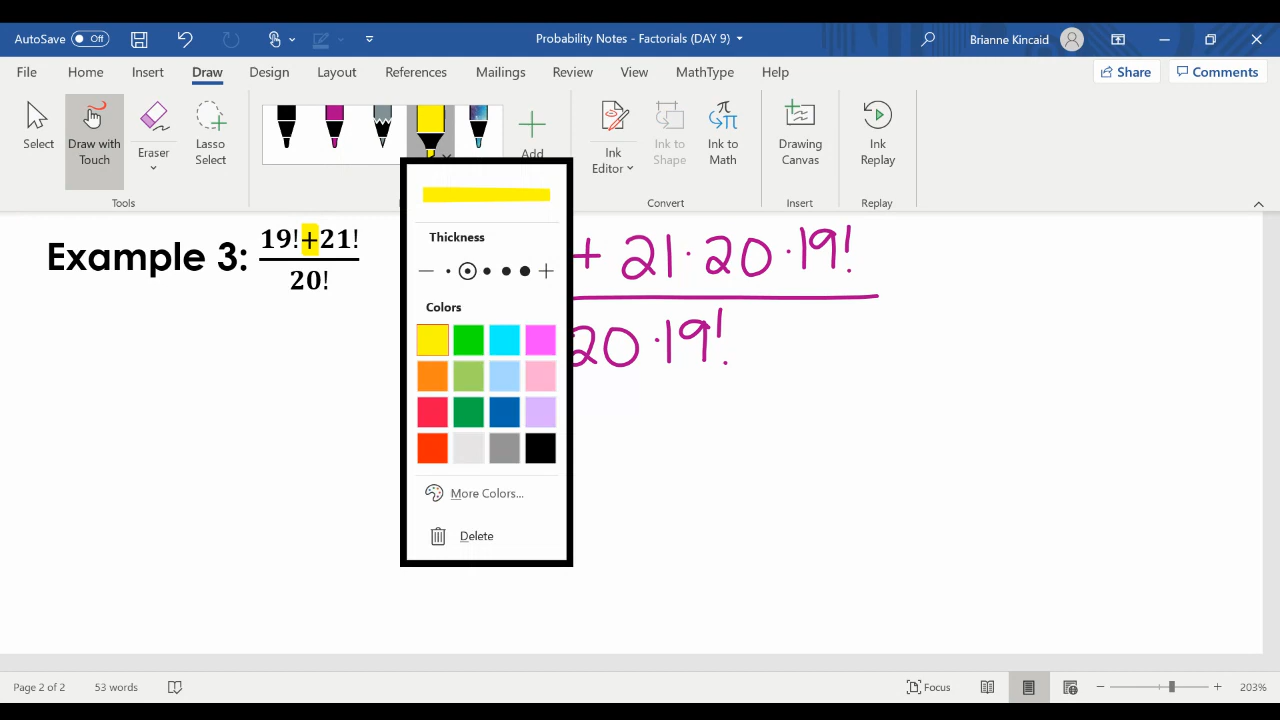 AutoSave Off Probability Notes - Factorials (DAY 9) Brianne Kincaid
File Home Insert Draw Design Layout References Mailings Review View MathType Help Share Comments
Select
Draw with Touch
Eraser
Lasso Select
Add
Ink Editor
Ink to Shape
Ink to Math
Drawing Canvas
Ink Replay
Tools Convert Insert Replay
Example 3: 19!+21!
20!
+ 21·20·19!
20·19!
Thickness
Colors
More Colors...
Delete
Page 2 of 2 53 words Focus 203%